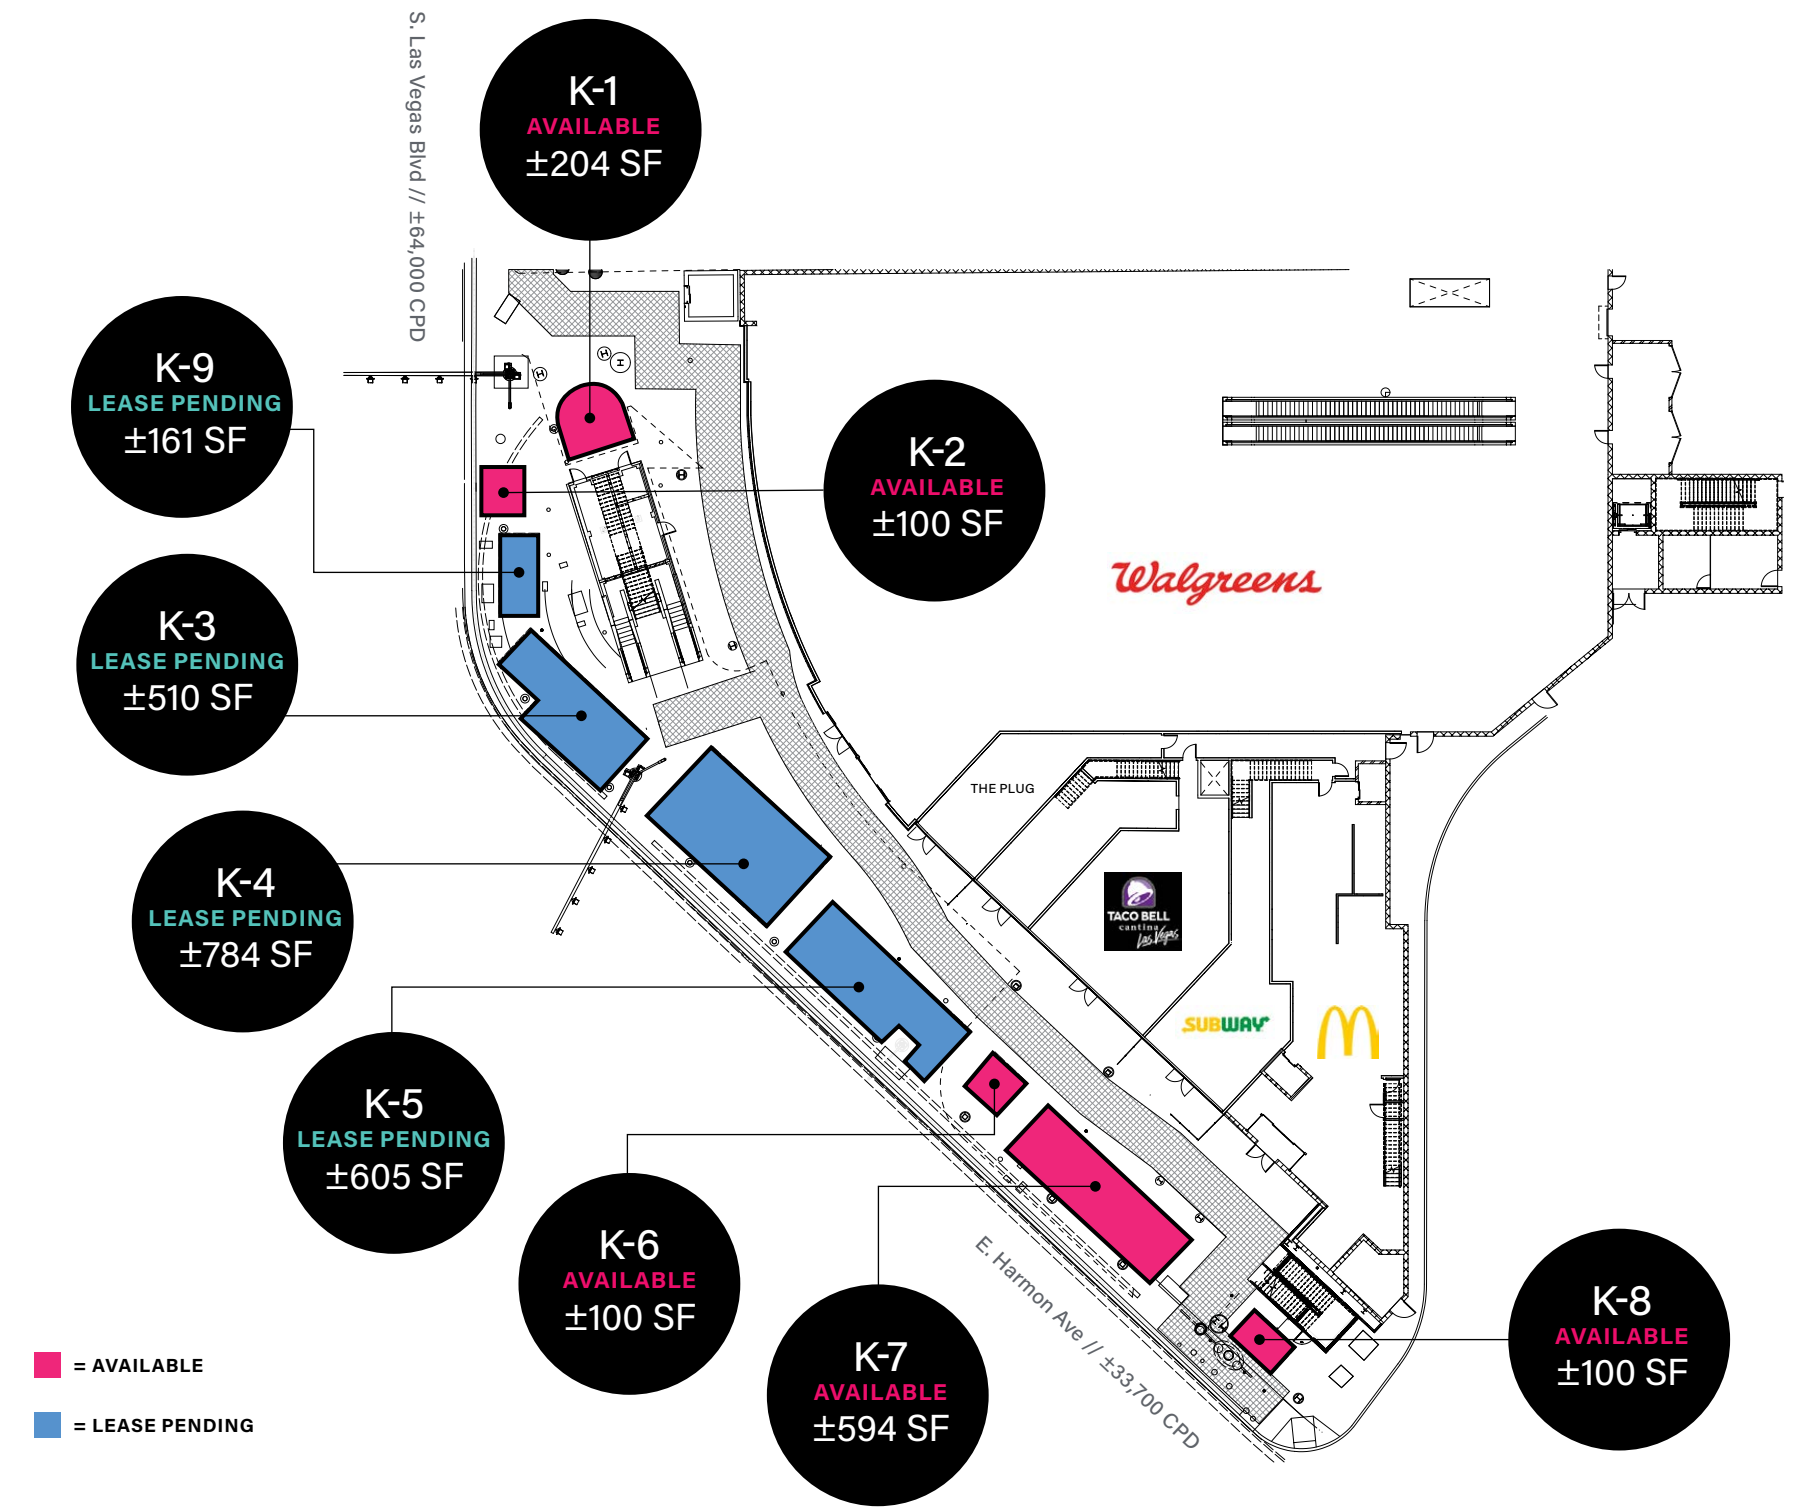 S. Las Vegas Blvd // ±64,000 CPD
K-1
AVAILABLE
±204 SF
K-9
LEASE PENDING
±161 SF
K-2
AVAILABLE
±100 SF
Walgreens
K-3
LEASE PENDING
±510 SF
THE PLUG
K-4
LEASE PENDING
±784 SF
TACO BELL
cantina
Las Vegas
SUBWAY
K-5
LEASE PENDING
±605 SF
K-6
AVAILABLE
±100 SF
E. Harmon Ave // ±33,700 CPD
K-7
AVAILABLE
±594 SF
K-8
AVAILABLE
±100 SF
= AVAILABLE
= LEASE PENDING